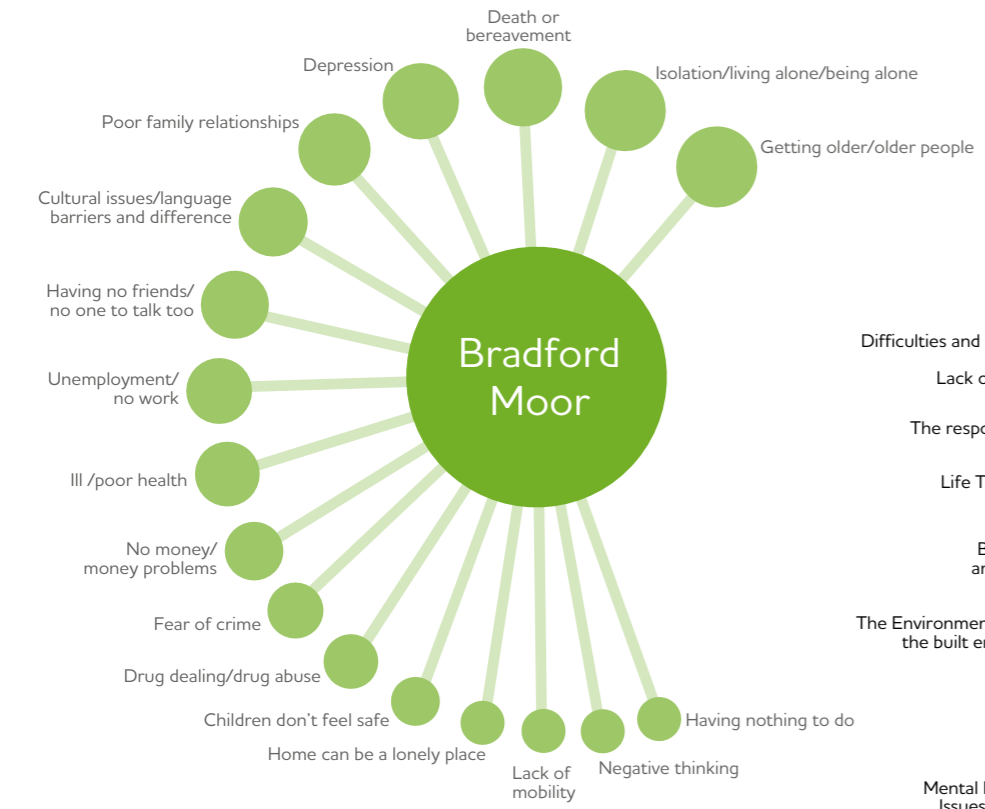 Death or
bereavement
Depression
Isolation/living alone/being alone
Poor family relationships
Getting older/older people
Cultural issues/language
barriers and difference
Having no friends/
no one to talk too
Unemployment/
no work
Ill /poor health
No money/
money problems
Fear of crime
Drug dealing/drug abuse
Children don't feel safe
Home can be a lonely place
Lack of
mobility
Negative thinking
Having nothing to do
Bradford
Moor
Difficulties and
Lack
The
Life
The
the built
Mental
Issues